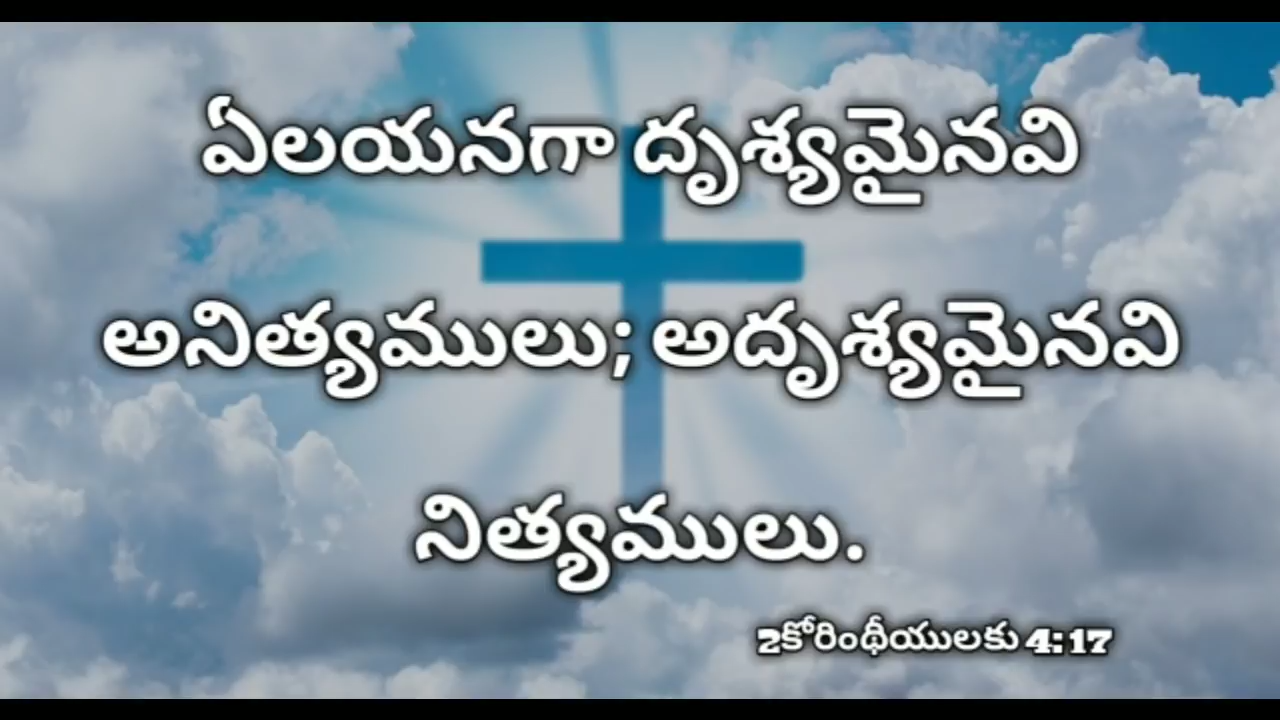 ఏలయనగా దృశ్యమైనవి
అనిత్యములు; అదృశ్యమైనవి
నిత్యములు.
2కోరింథీయులకు 4:17